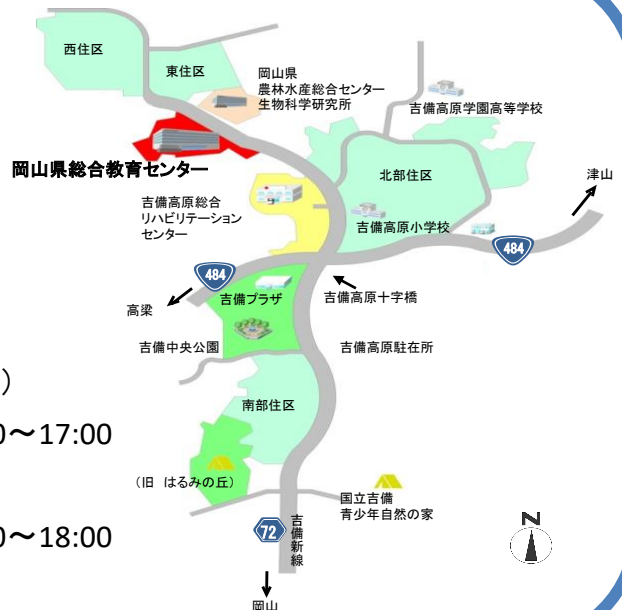 西住区
東住区
岡山県
農林水産総合センター
生物科学研究所
吉備高原学園高等学校
岡山県総合教育センター
北部住区
津山
吉備高原総合
リハビリテーション
センター
吉備高原小学校
484
484
吉備プラザ
吉備高原十字橋
高梁
吉備中央公園
吉備高原駐在所
)
南部住区
0～17:00
(旧 はるみの丘)
国立吉備
青少年自然の家
N
0～18:00
72
吉備新線
岡山